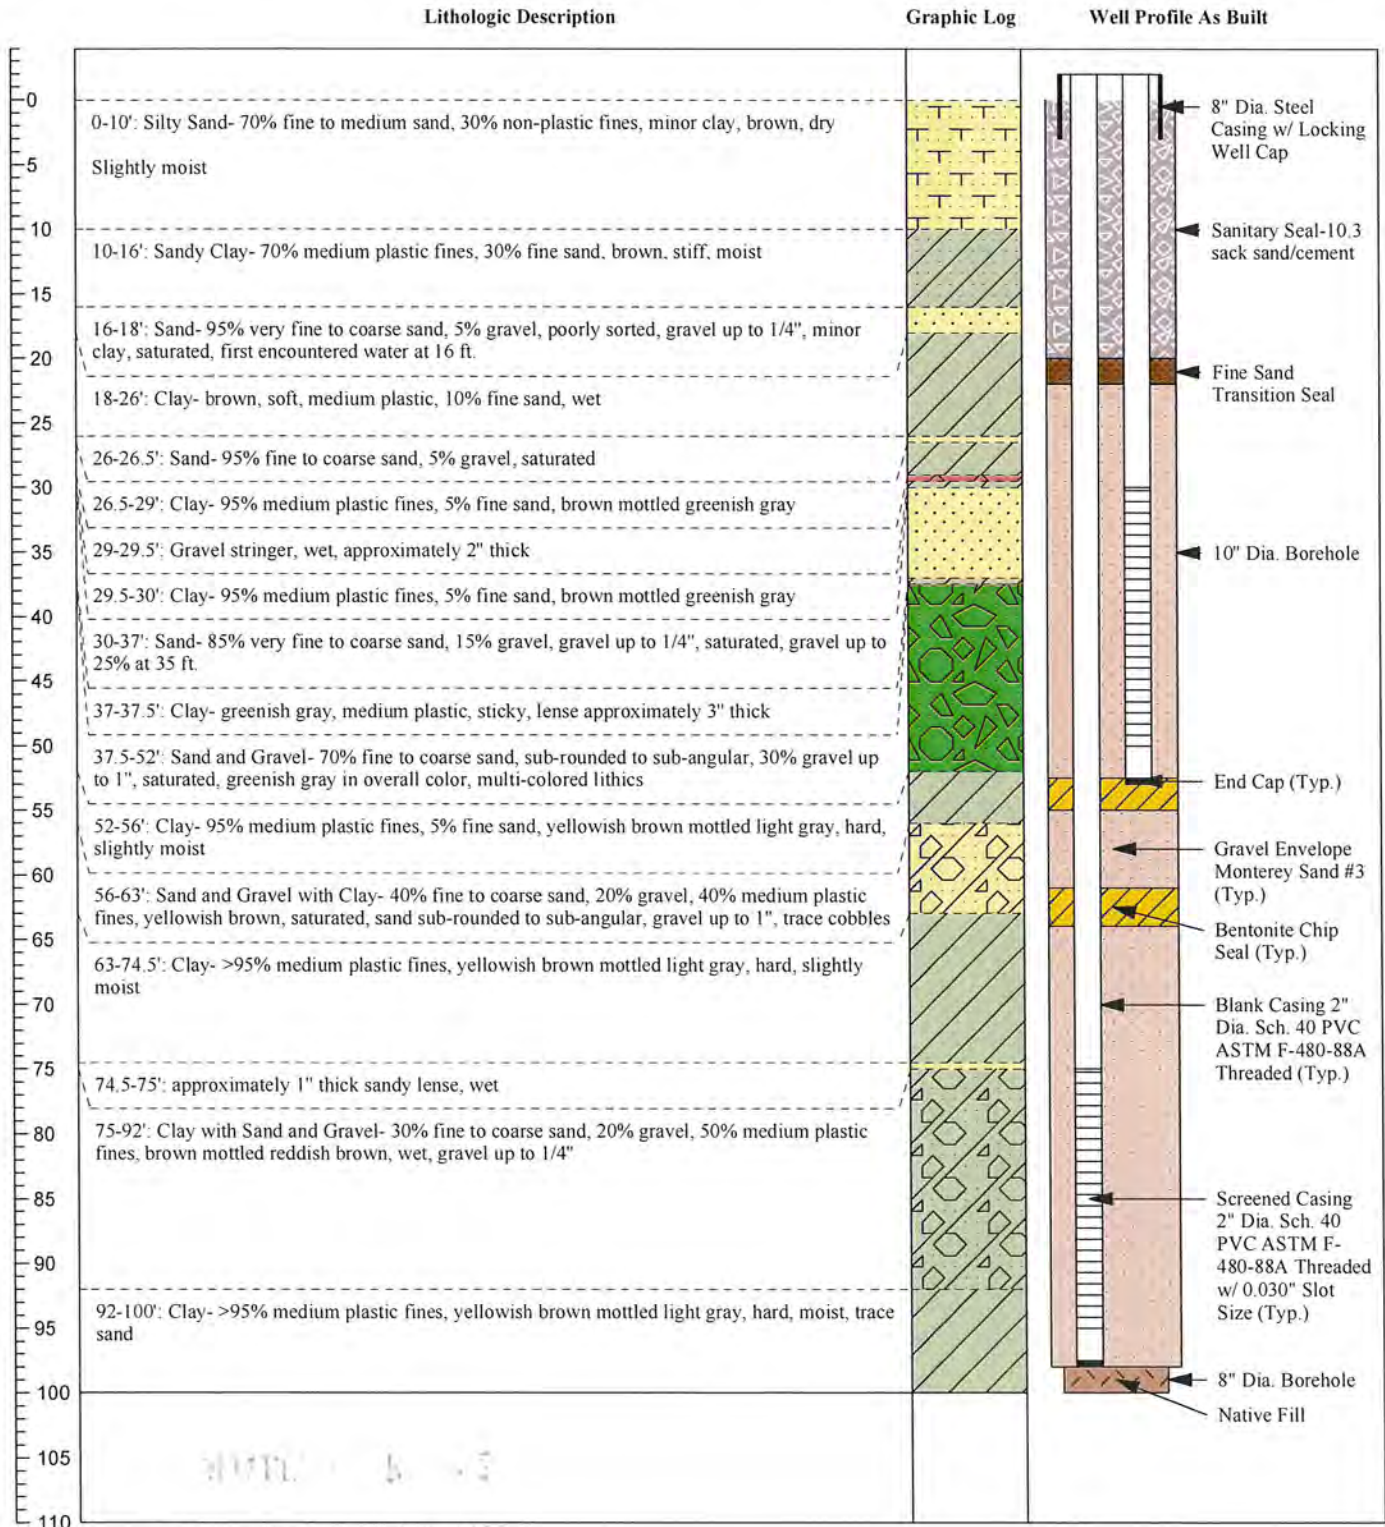 Lithologic Description
Graphic Log
Well Profile As Built
0
5
10
15
20
25
30
35
40
45
50
55
60
65
70
75
80
85
90
95
100
105
110
0-10': Silty Sand- 70% fine to medium sand, 30% non-plastic fines, minor clay, brown, dry
Slightly moist
10-16': Sandy Clay- 70% medium plastic fines, 30% fine sand, brown, stiff, moist
16-18': Sand- 95% very fine to coarse sand, 5% gravel, poorly sorted, gravel up to 1/4", minor
clay, saturated, first encountered water at 16 ft.
18-26': Clay- brown, soft, medium plastic, 10% fine sand, wet
26-26.5': Sand- 95% fine to coarse sand, 5% gravel, saturated
26.5-29': Clay- 95% medium plastic fines, 5% fine sand, brown mottled greenish gray
29-29.5': Gravel stringer, wet, approximately 2" thick
29.5-30': Clay- 95% medium plastic fines, 5% fine sand, brown mottled greenish gray
30-37': Sand- 85% very fine to coarse sand, 15% gravel, gravel up to 1/4", saturated, gravel up to
25% at 35 ft.
37-37.5': Clay- greenish gray, medium plastic, sticky, lense approximately 3" thick
37.5-52': Sand and Gravel- 70% fine to coarse sand, sub-rounded to sub-angular, 30% gravel up
to 1", saturated, greenish gray in overall color, multi-colored lithics
52-56': Clay- 95% medium plastic fines, 5% fine sand, yellowish brown mottled light gray, hard,
slightly moist
56-63': Sand and Gravel with Clay- 40% fine to coarse sand, 20% gravel, 40% medium plastic
fines, yellowish brown, saturated, sand sub-rounded to sub-angular, gravel up to 1", trace cobbles
63-74.5': Clay- >95% medium plastic fines, yellowish brown mottled light gray, hard, slightly
moist
74.5-75': approximately 1" thick sandy lense, wet
75-92': Clay with Sand and Gravel- 30% fine to coarse sand, 20% gravel, 50% medium plastic
fines, brown mottled reddish brown, wet, gravel up to 1/4"
92-100': Clay- >95% medium plastic fines, yellowish brown mottled light gray, hard, moist, trace
sand
8" Dia. Steel
Casing w/ Locking
Well Cap
Sanitary Seal-10.3
sack sand/cement
Fine Sand
Transition Seal
10" Dia. Borehole
End Cap (Typ.)
Gravel Envelope
Monterey Sand #3
(Typ.)
Bentonite Chip
Seal (Typ.)
Blank Casing 2"
Dia. Sch. 40 PVC
ASTM F-480-88A
Threaded (Typ.)
Screened Casing
2" Dia. Sch. 40
PVC ASTM F-
480-88A Threaded
w/ 0.030" Slot
Size (Typ.)
8" Dia. Borehole
Native Fill